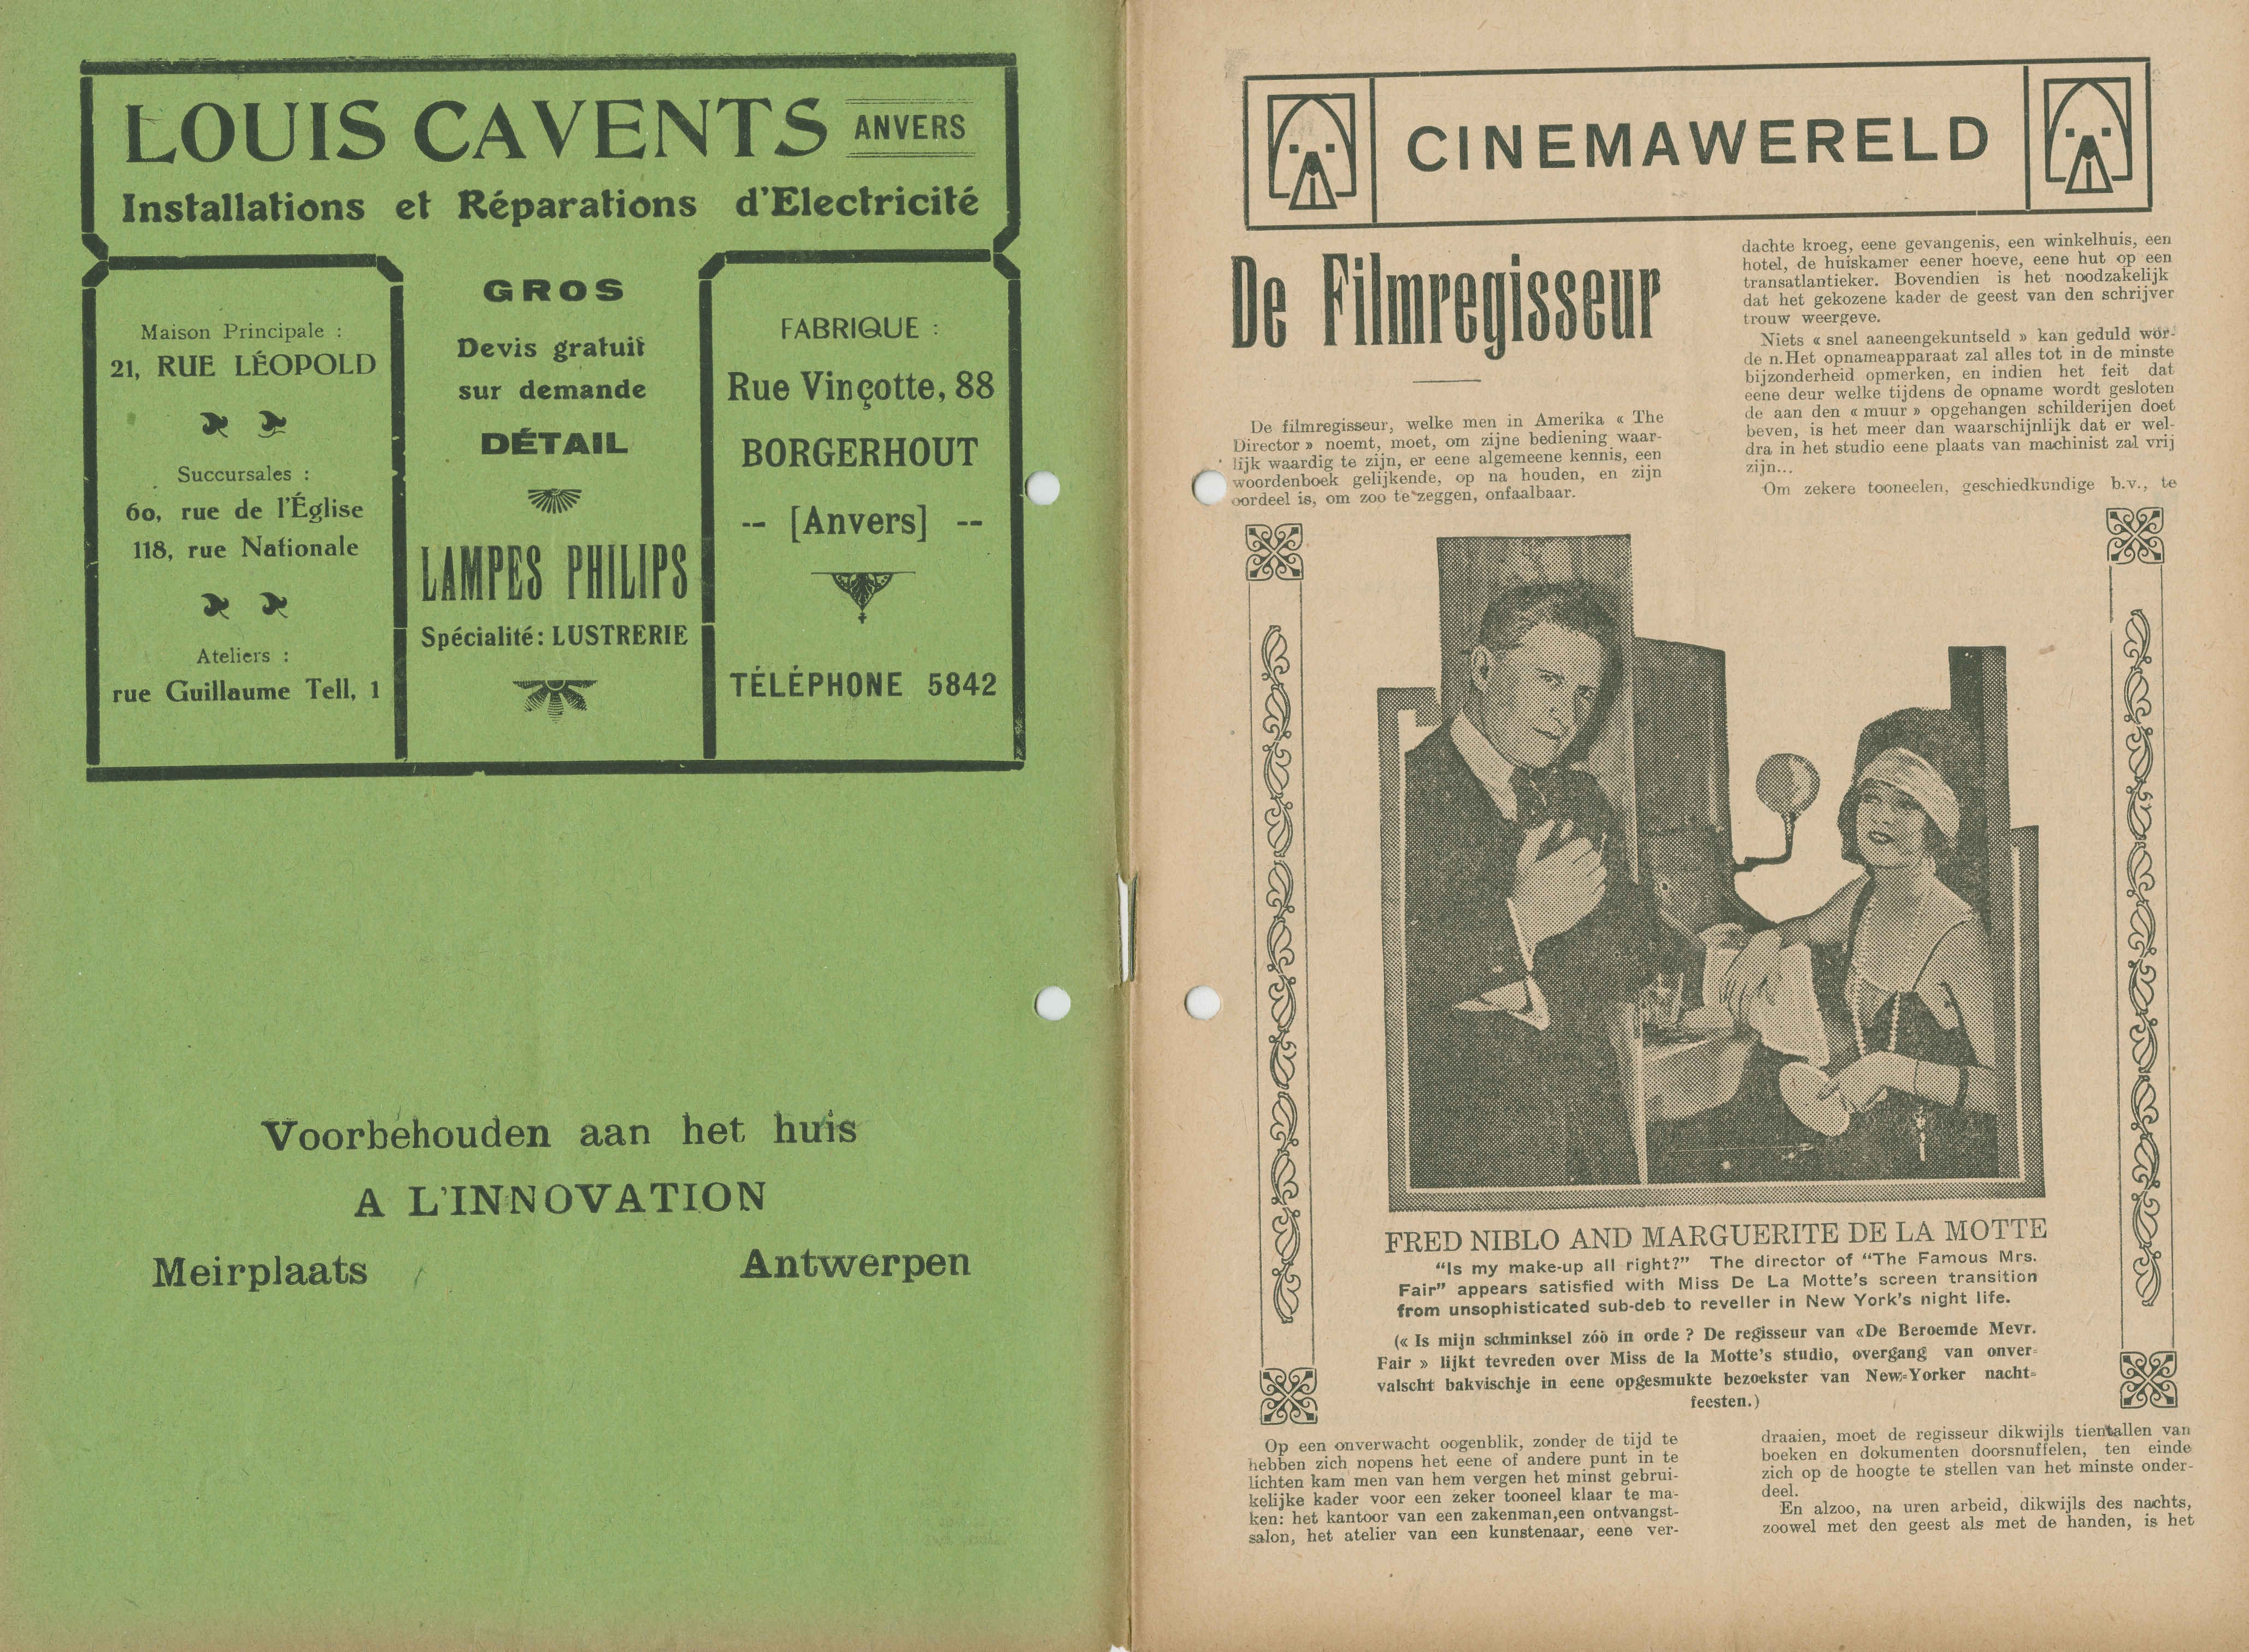 LOUIS CAVENTS ANVERS
Installations et Réparations d'Electricité
Maison Principale :
21, RUE LÉOPOLD
Succursales :
60, rue de l'Église
118, rue Nationale
Ateliers :
rue Guillaume Tell, 1
GROS
Devis gratuit
sur demande
DÉTAIL
LAMPES PHILIPS
Spécialité: LUSTRERIE
FABRIQUE :
Rue Vinçotte, 88
BORGERHOUT
-- [Anvers] --
TÉLÉPHONE 5842
Voorbehouden aan het huis
A L'INNOVATION
Meirplaats Antwerpen
CINEMAWERELD
De Filmregisseur
De filmregisseur, welke men in Amerika « The
Director » noemt, moet, om zijne bediening waar-
lijk waardig te zijn, er eene algemeene kennis, een
woordenboek gelijkende, op na houden, en zijn
oordeel is, om zoo te zeggen, onfaalbaar.
dachte kroeg, eene gevangenis, een winkelhuis, een
hotel, de huiskamer eener hoeve, eene hut op een
transatlantieker. Bovendien is het noodzakelijk
dat het gekozene kader de geest van den schrijver
trouw weergeve.
Niets « snel aaneengekuntseld » kan geduld wor-
de n.Het opnameapparaat zal alles tot in de minste
bijzonderheid opmerken, en indien het feit dat
eene deur welke tijdens de opname wordt gesloten
de aan den « muur » opgehangen schilderijen doet
beven, is het meer dan waarschijnlijk dat er wel-
dra in het studio eene plaats van machinist zal vrij
zijn...
Om zekere tooneelen, geschiedkundige b.v., te
FRED NIBLO AND MARGUERITE DE LA MOTTE
"Is my make-up all right?" The director of "The Famous Mrs.
Fair" appears satisfied with Miss De La Motte's screen transition
from unsophisticated sub-deb to reveller in New York's night life.
(« Is mijn schminksel zóó in orde ? De regisseur van «De Beroemde Mevr.
Fair » lijkt tevreden over Miss de la Motte's studio, overgang van onver-
valscht bakvischje in eene opgesmukte bezoekster van New-Yorker nacht-
feesten.)
Op een onverwacht oogenblik, zonder de tijd te
hebben zich nopens het eene of andere punt in te
lichten kam men van hem vergen het minst gebrui-
kelijke kader voor een zeker tooneel klaar te ma-
ken: het kantoor van een zakenman,een ontvangst-
salon, het atelier van een kunstenaar, eene ver-
draaien, moet de regisseur dikwijls tientallen van
boeken en dokumenten doorsnuffelen, ten einde
zich op de hoogte te stellen van het minste onder-
deel.
En alzoo, na uren arbeid, dikwijls des nachts,
zoowel met den geest als met de handen, is het